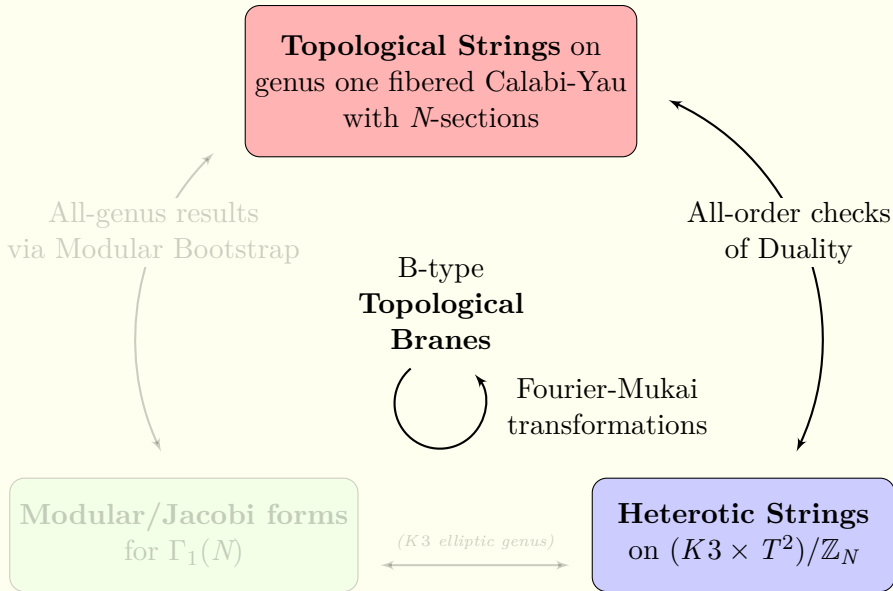 Topological Strings on
genus one fibered Calabi-Yau
with N-sections
All-genus results
via Modular Bootstrap
All-order checks
of Duality
B-type
Topological
Branes
Fourier-Mukai
transformations
Modular/Jacobi forms
for Γ₁(N)
(K3 elliptic genus)
Heterotic Strings
on (K3 × T²)/ℤ_N